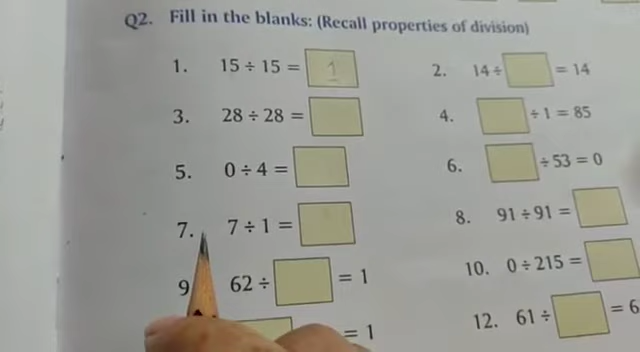 Q2. Fill in the blanks: (Recall properties of division)
1. 15 ÷ 15 = 1
2. 14 ÷ = 14
3. 28 ÷ 28 =
4. ÷ 1 = 85
5. 0 ÷ 4 =
6. ÷ 53 = 0
7. 7 ÷ 1 =
8. 91 ÷ 91 =
9 62 ÷ = 1
10. 0 ÷ 215 =
= 1
12. 61 ÷ = 6